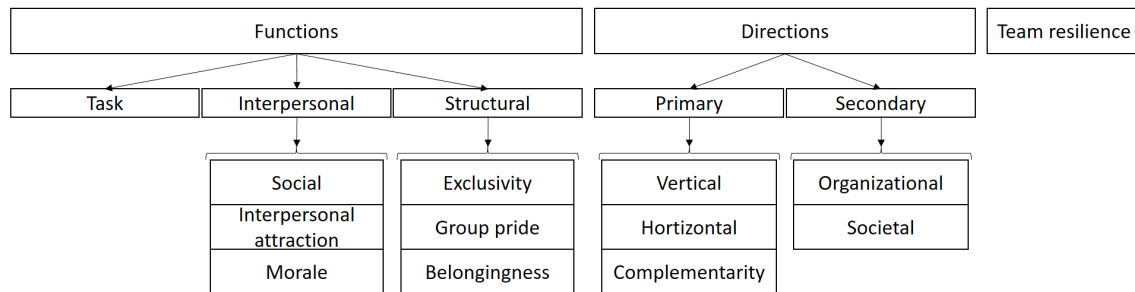 Functions
Directions
Team resilience
Task
Interpersonal
Structural
Primary
Secondary
Social
Exclusivity
Vertical
Organizational
Interpersonal
attraction
Group pride
Hortizontal
Societal
Morale
Belongingness
Complementarity